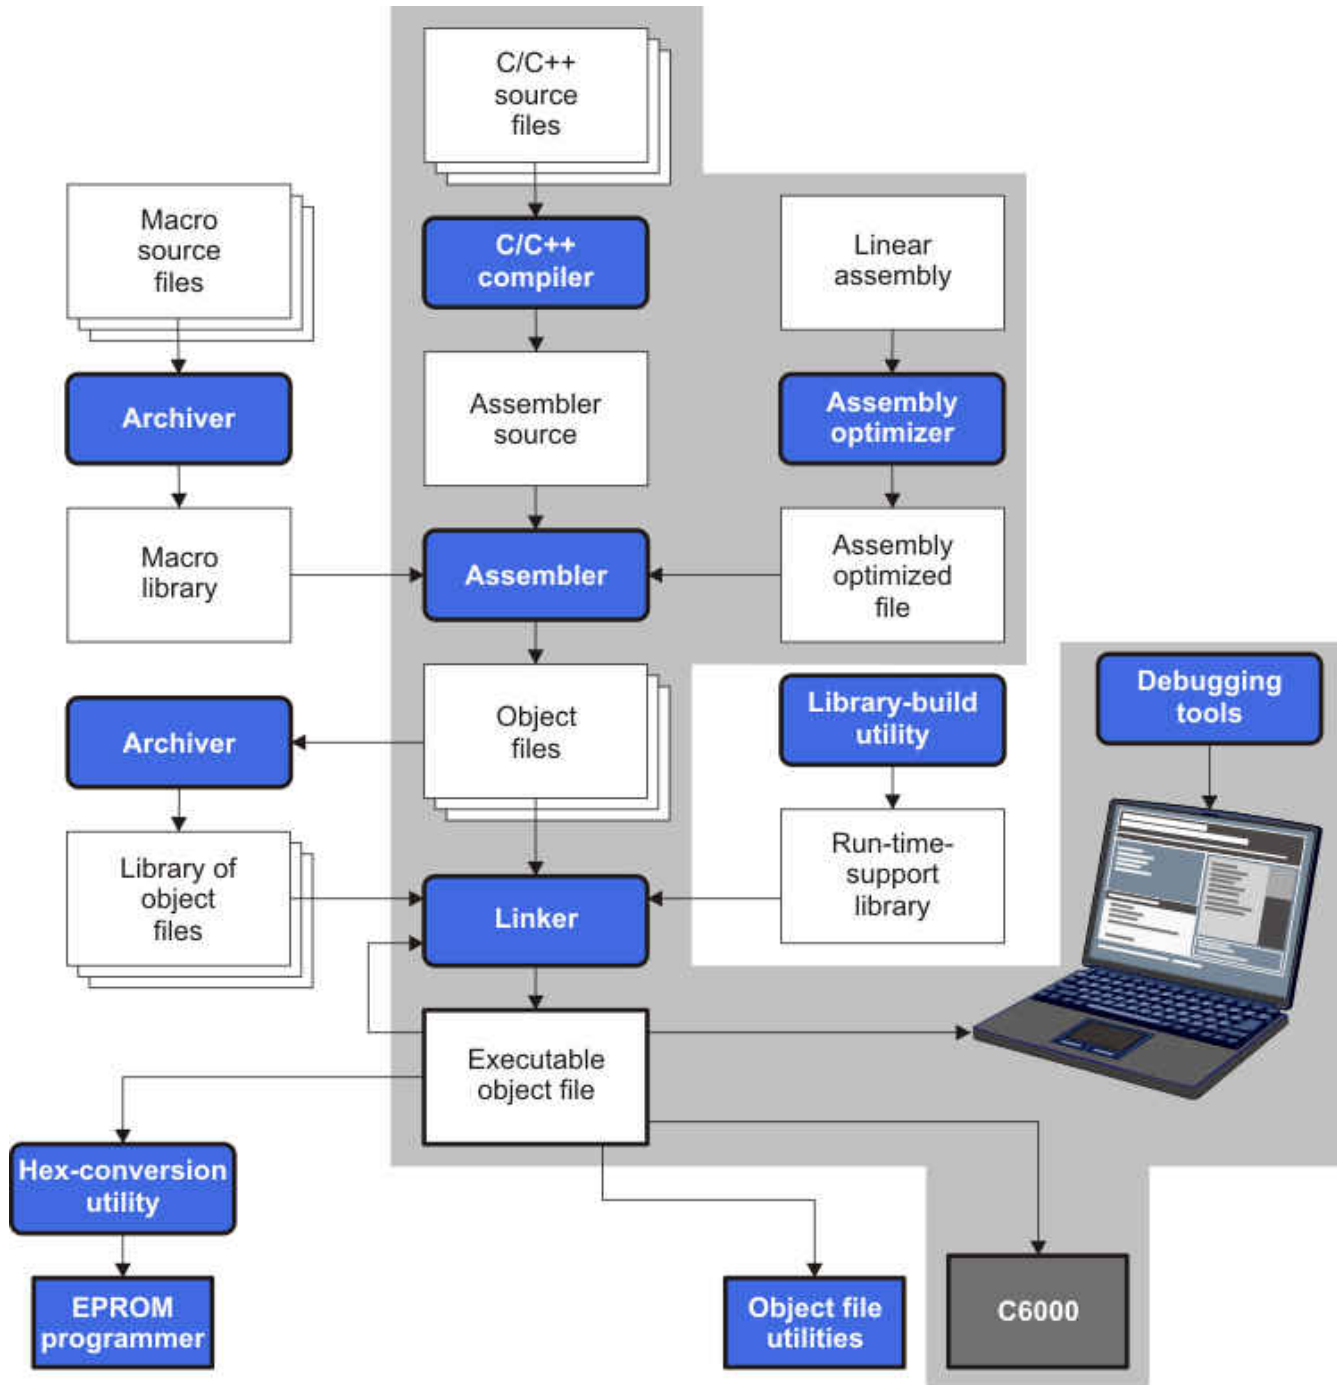 C/C++
source
files
Macro
source
files
C/C++
compiler
Linear
assembly
Archiver
Assembler
source
Assembly
optimizer
Macro
library
Assembler
Assembly
optimized
file
Archiver
Object
files
Library-build
utility
Debugging
tools
Library of
object
files
Linker
Run-time-
support
library
Executable
object file
Hex-conversion
utility
EPROM
programmer
Object file
utilities
C6000